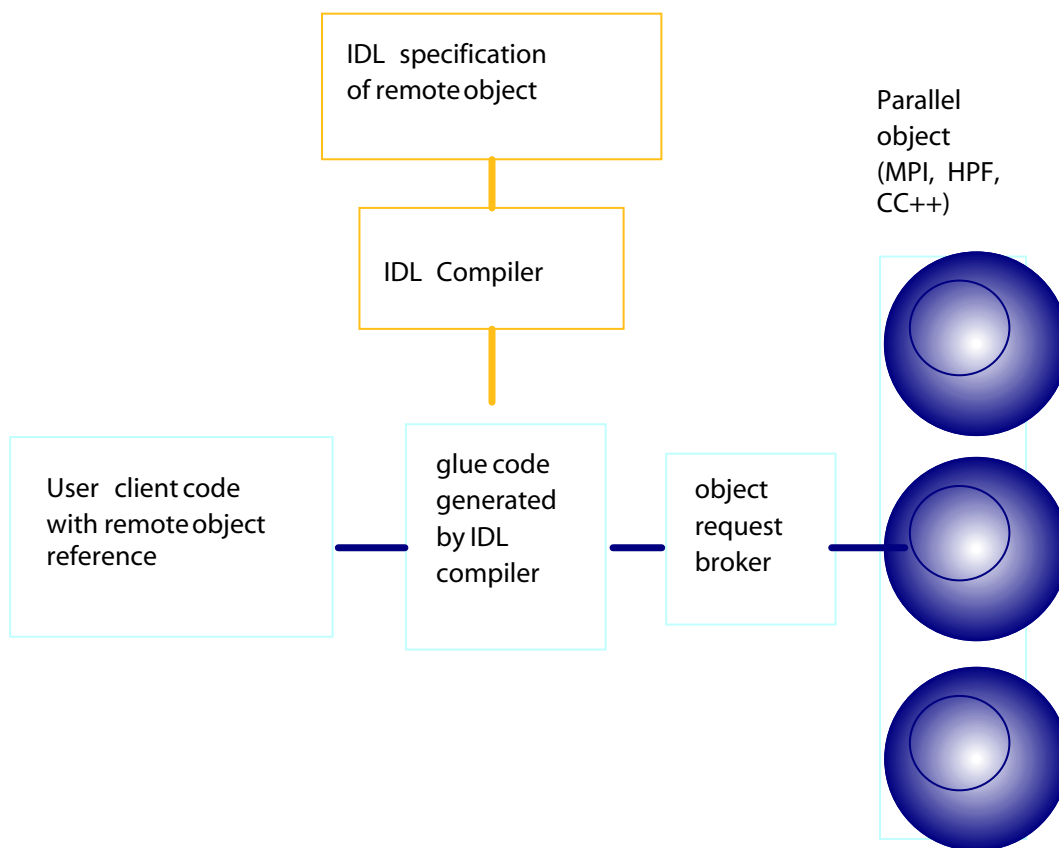 IDL specification
of remote object
Parallel
object
(MPI, HPF,
CC++)
IDL Compiler
User client code
with remote object
reference
glue code
generated
by IDL
compiler
object
request
broker